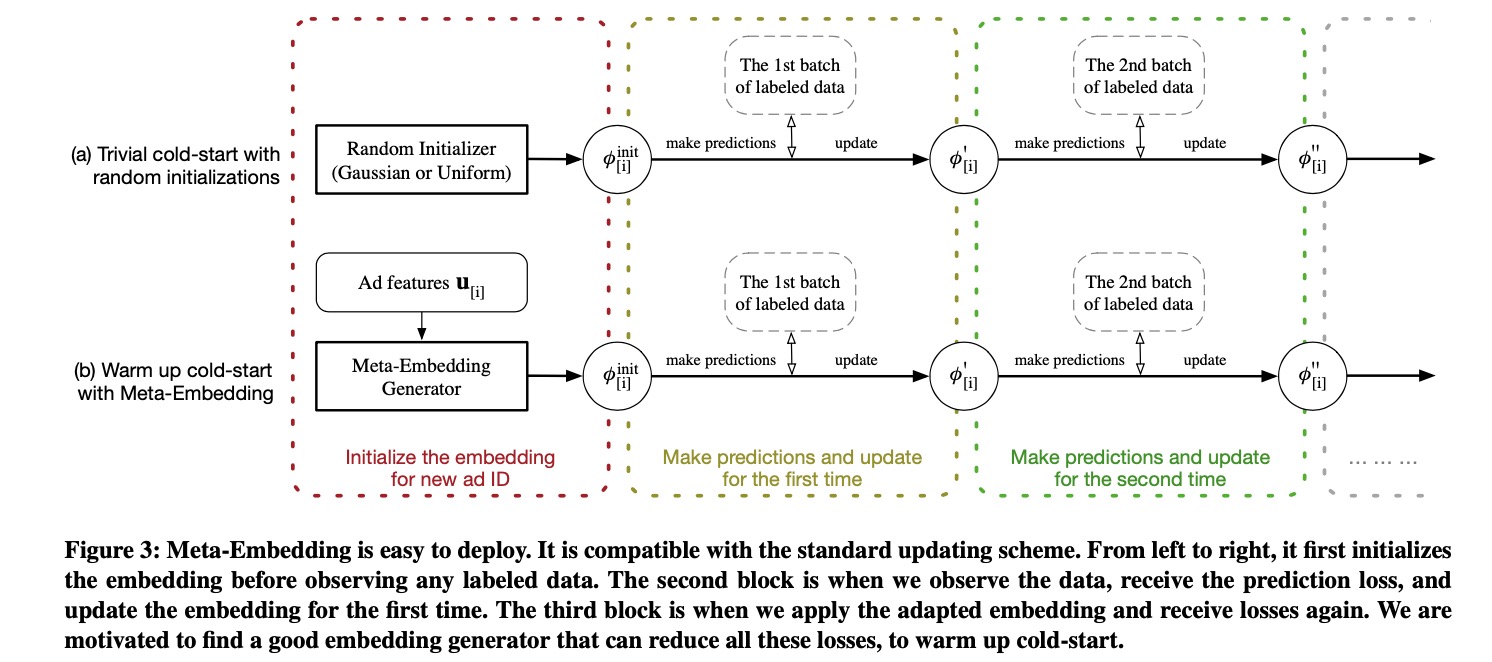 (a) Trivial cold-start with
random initializations
Random Initializer
(Gaussian or Uniform)
ϕ[i]init
make predictions
The 1st batch
of labeled data
update
ϕ'[i]
make predictions
The 2nd batch
of labeled data
update
ϕ''[i]
(b) Warm up cold-start
with Meta-Embedding
Ad features u[i]
Meta-Embedding
Generator
ϕ[i]init
make predictions
The 1st batch
of labeled data
update
ϕ'[i]
make predictions
The 2nd batch
of labeled data
update
ϕ''[i]
Initialize the embedding
for new ad ID
Make predictions and update
for the first time
Make predictions and update
for the second time
... ... ...
Figure 3: Meta-Embedding is easy to deploy. It is compatible with the standard updating scheme. From left to right, it first initializes
the embedding before observing any labeled data. The second block is when we observe the data, receive the prediction loss, and
update the embedding for the first time. The third block is when we apply the adapted embedding and receive losses again. We are
motivated to find a good embedding generator that can reduce all these losses, to warm up cold-start.